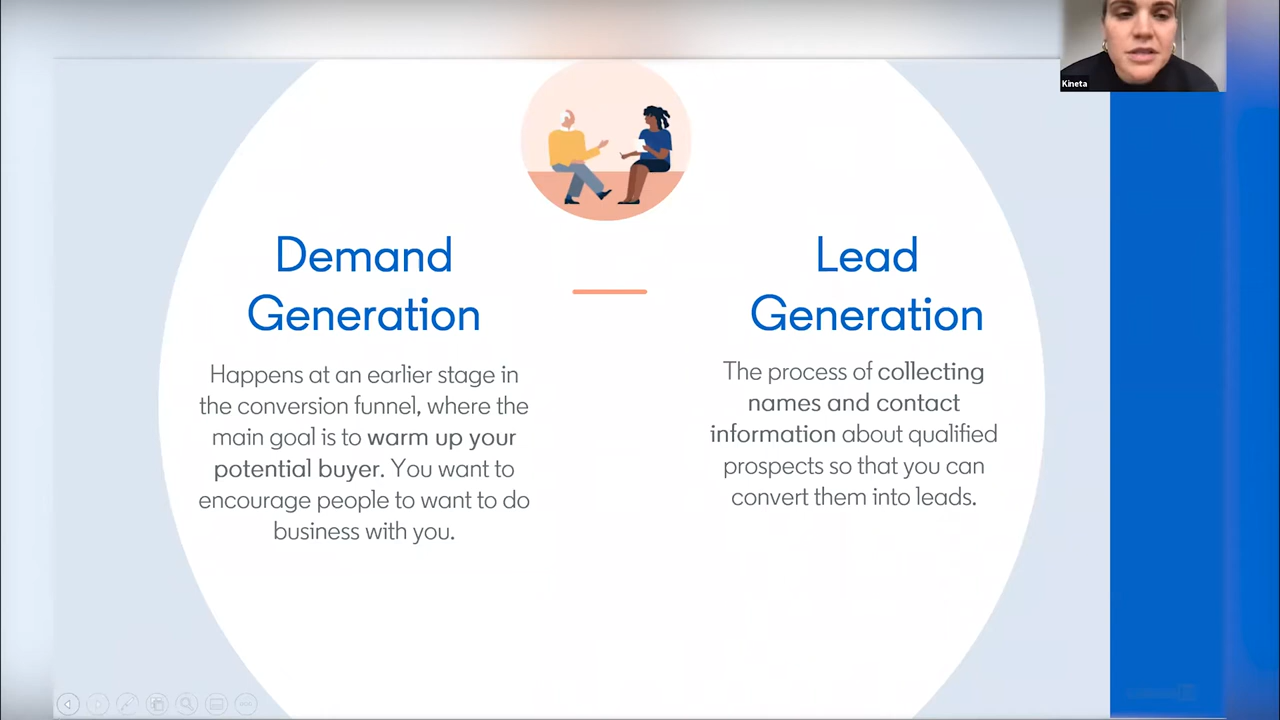 Kineta
Demand
Generation
Happens at an earlier stage in
the conversion funnel, where the
main goal is to warm up your
potential buyer. You want to
encourage people to want to do
business with you.
Lead
Generation
The process of collecting
names and contact
information about qualified
prospects so that you can
convert them into leads.